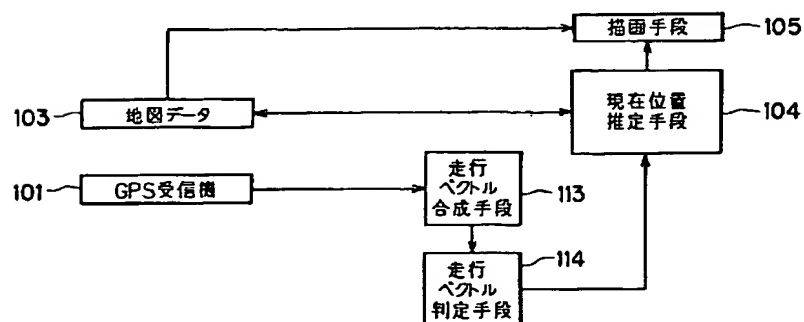 描画手段
105
103
地図データ
現在位置
推定手段
104
101
GPS受信機
走行
ベクトル
合成手段
113
走行
ベクトル
判定手段
114